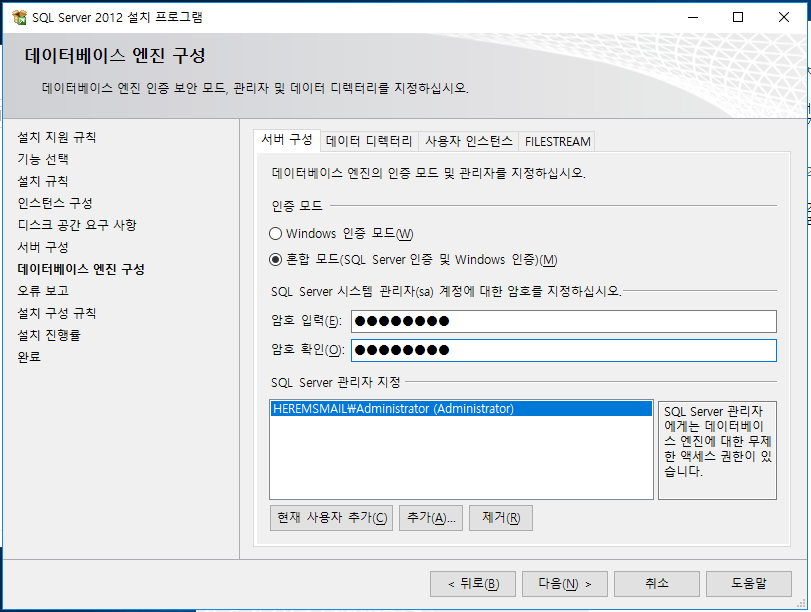 SQL Server 2012 설치 프로그램
데이터베이스 엔진 구성
데이터베이스 엔진 인증 보안 모드, 관리자 및 데이터 디렉터리를 지정하십시오.
설치 지원 규칙
기능 선택
설치 규칙
인스턴스 구성
디스크 공간 요구 사항
서버 구성
데이터베이스 엔진 구성
오류 보고
설치 구성 규칙
설치 진행률
완료
서버 구성 데이터 디렉터리 사용자 인스턴스 FILESTREAM
데이터베이스 엔진의 인증 모드 및 관리자를 지정하십시오.
인증 모드
Windows 인증 모드(W)
혼합 모드(SQL Server 인증 및 Windows 인증)(M)
SQL Server 시스템 관리자(sa) 계정에 대한 암호를 지정하십시오.
암호 입력(E): ●●●●●●●●
암호 확인(O): ●●●●●●●●
SQL Server 관리자 지정
HEREMSMAIL₩Administrator (Administrator)
SQL Server 관리자
에게는 데이터베이
스 엔진에 대한 무제
한 액세스 권한이 있
습니다.
현재 사용자 추가(C) 추가(A)... 제거(R)
< 뒤로(B) 다음(N) > 취소 도움말